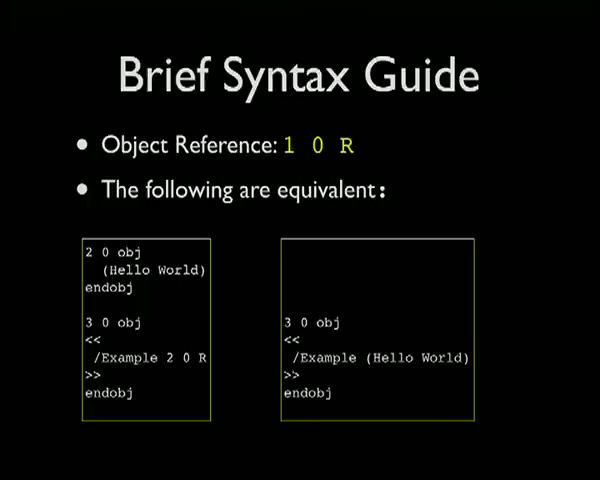 Brief Syntax Guide
• Object Reference: 1 0 R
• The following are equivalent:
2 0 obj
(Hello World)
endobj
3 0 obj
<<
/Example 2 0 R
>>
endobj
3 0 obj
<<
/Example (Hello World)
>>
endobj